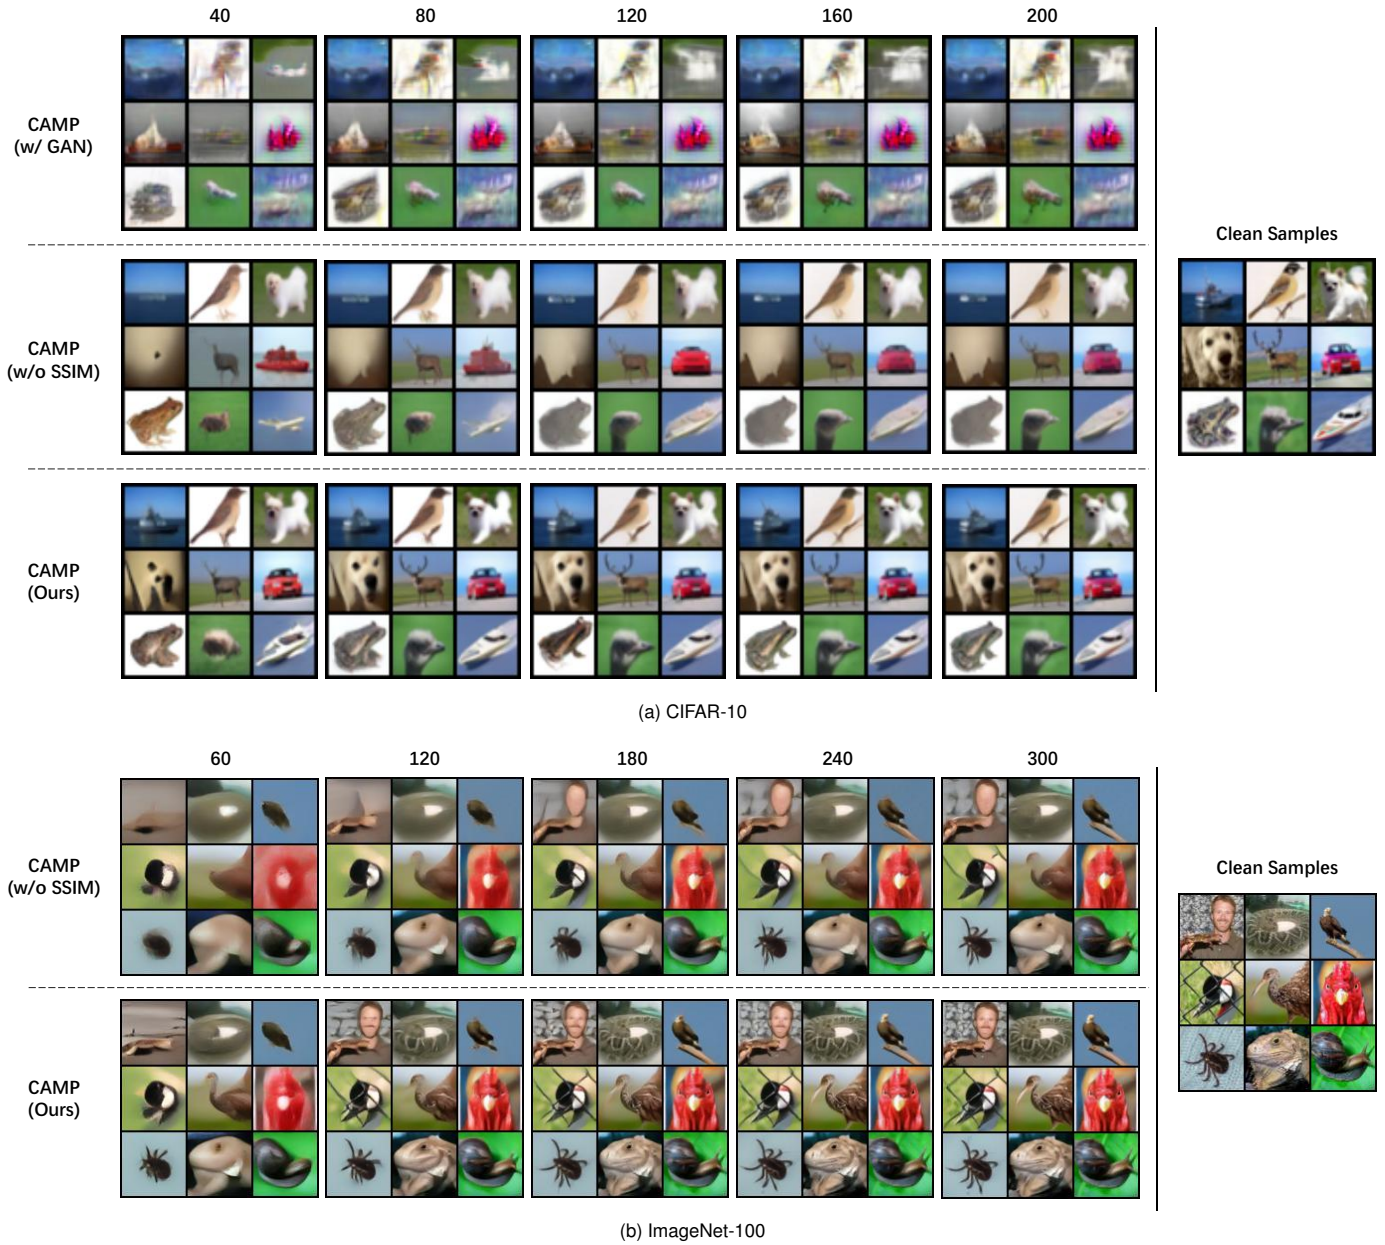 40 80 120 160 200
CAMP
(w/ GAN)
Clean Samples
CAMP
(w/o SSIM)
CAMP
(Ours)
(a) CIFAR-10
60 120 180 240 300
CAMP
(w/o SSIM)
Clean Samples
CAMP
(Ours)
(b) ImageNet-100